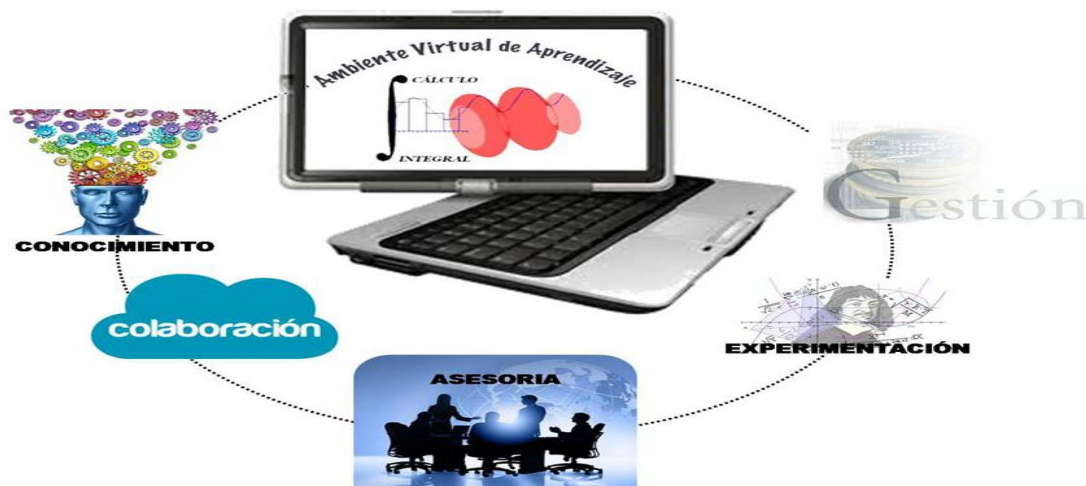 Ambiente Virtual de Aprendizaje
CÁLCULO
INTEGRAL
CONOCIMIENTO
Gestión
colaboración
EXPERIMENTACIÓN
ASESORIA